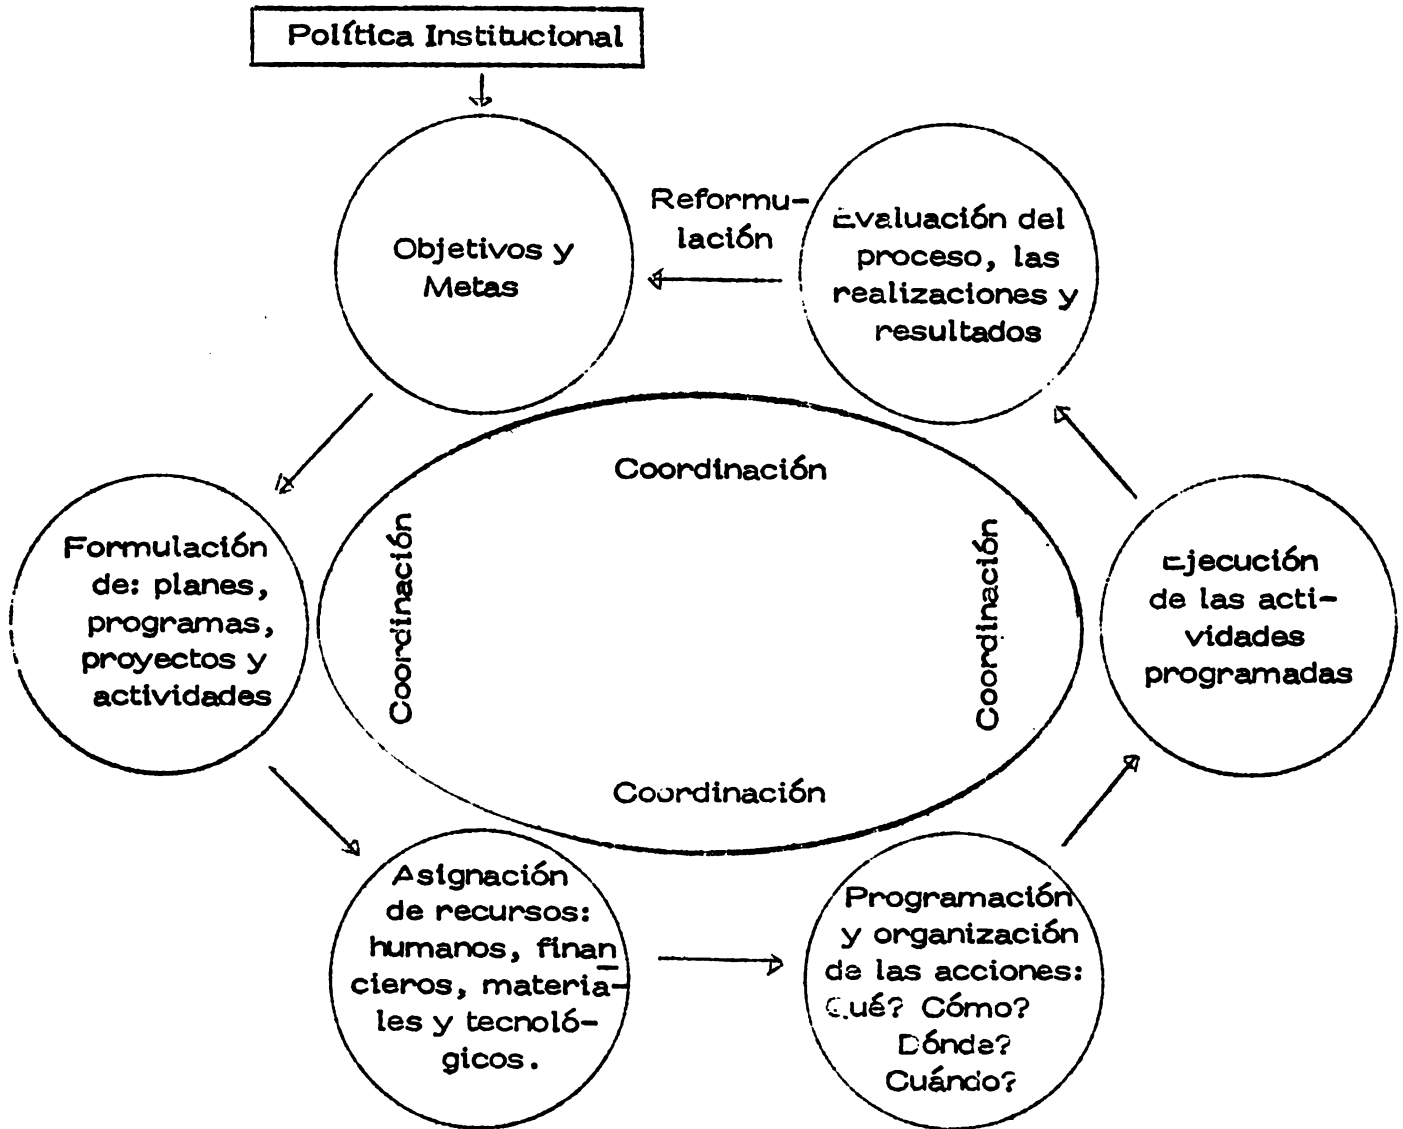 Política Institucional
Objetivos y
Metas
Reformu-
lación
Evaluación del
proceso, las
realizaciones y
resultados
Coordinación
Coordinación
Coordinación
Coordinación
Formulación
de: planes,
programas,
proyectos y
actividades
Ejecución
de las acti-
vidades
programadas
Asignación
de recursos:
humanos, finan
cieros, materia-
les y tecnoló-
gicos.
Programación
y organización
de las acciones:
Qué? Cómo?
Dónde?
Cuándo?